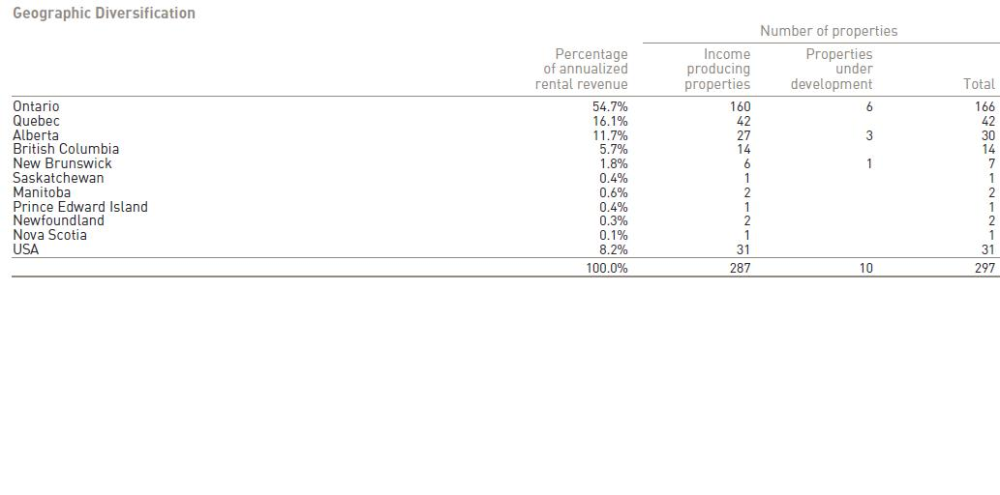 Geographic Diversification
Number of properties
Percentage of annualized rental revenue Income producing properties Properties under development Total
Ontario 54.7% 160 6 166
Quebec 16.1% 42 42
Alberta 11.7% 27 3 30
British Columbia 5.7% 14 14
New Brunswick 1.8% 6 1 7
Saskatchewan 0.4% 1 1
Manitoba 0.6% 2 2
Prince Edward Island 0.4% 1 1
Newfoundland 0.3% 2 2
Nova Scotia 0.1% 1 1
USA 8.2% 31 31
100.0% 287 10 297